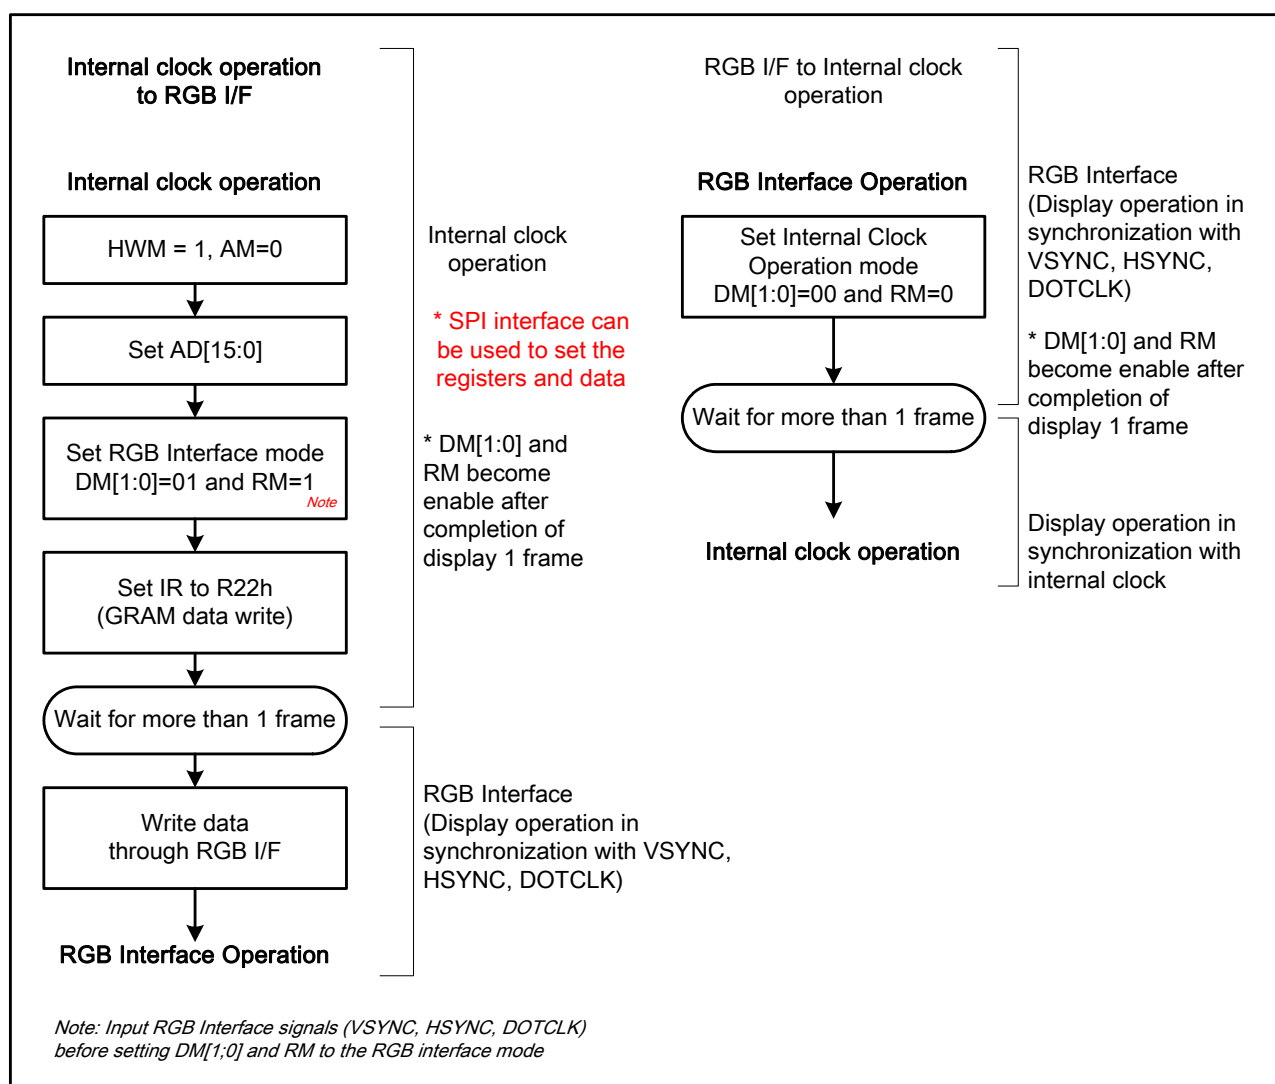 Internal clock operation
to RGB I/F
Internal clock operation
HWM = 1, AM=0
Set AD[15:0]
Set RGB Interface mode
DM[1:0]=01 and RM=1
Note
Set IR to R22h
(GRAM data write)
Wait for more than 1 frame
Write data
through RGB I/F
RGB Interface Operation
Internal clock
operation
* SPI interface can
be used to set the
registers and data
* DM[1:0] and
RM become
enable after
completion of
display 1 frame
RGB Interface
(Display operation in
synchronization with VSYNC,
HSYNC, DOTCLK)
RGB I/F to Internal clock
operation
RGB Interface Operation
Set Internal Clock
Operation mode
DM[1:0]=00 and RM=0
Wait for more than 1 frame
Internal clock operation
RGB Interface
(Display operation in
synchronization with
VSYNC, HSYNC,
DOTCLK)
* DM[1:0] and RM
become enable after
completion of
display 1 frame
Display operation in
synchronization with
internal clock
Note: Input RGB Interface signals (VSYNC, HSYNC, DOTCLK)
before setting DM[1;0] and RM to the RGB interface mode